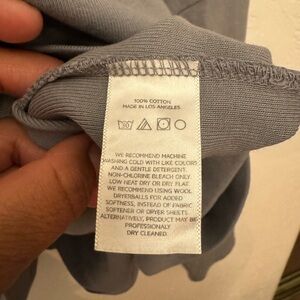 100% COTTON
MADE IN LOS ANGELES
WE RECOMMEND MACHINE
WASHING COLD WITH LIKE COLORS
AND A GENTLE DETERGENT.
NON-CHLORINE BLEACH ONLY.
LOW HEAT DRY OR DRY FLAT.
WE RECOMMEND USING WOOL
DRYERBALLS FOR ADDED
SOFTNESS, INSTEAD OF FABRIC
SOFTENER OR DRYER SHEETS.
ALTERNATIVELY, PRODUCT MAY BE
PROFESSIONALY
DRY CLEANED.